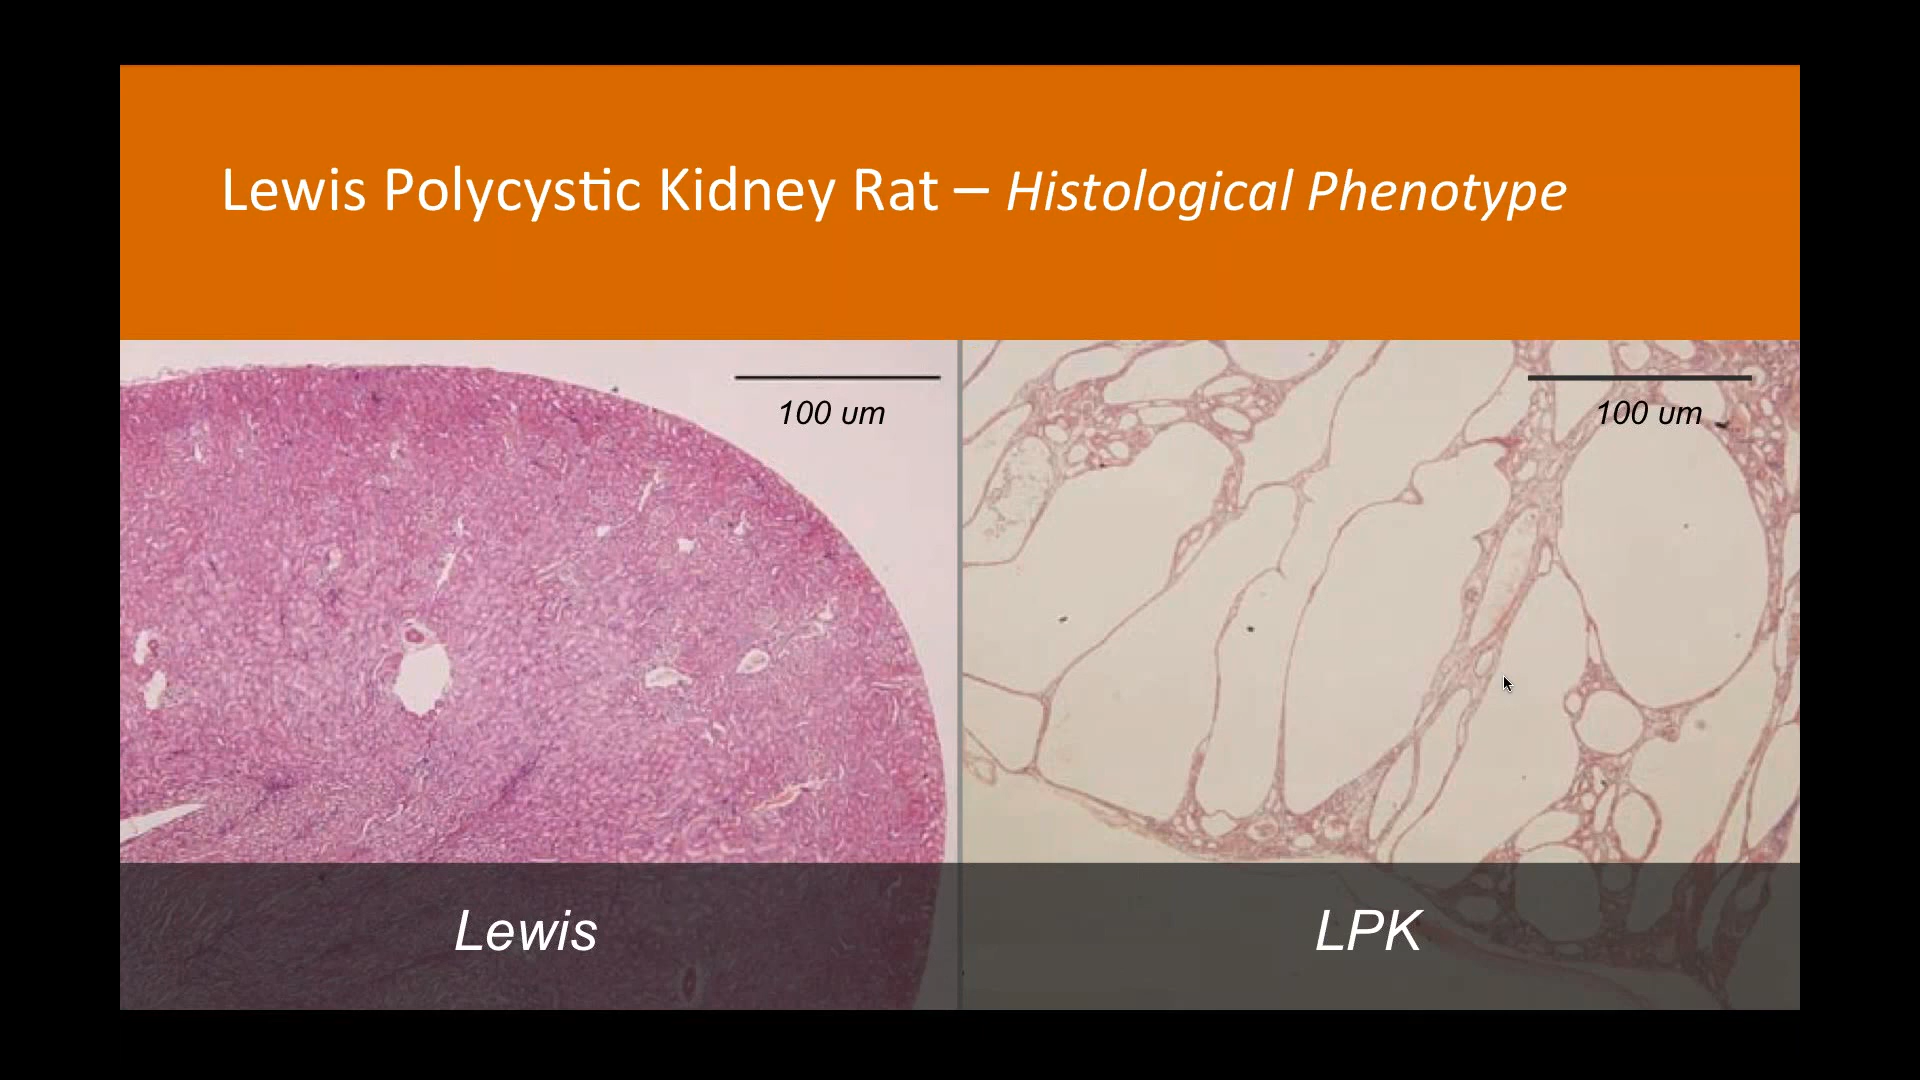 Lewis Polycystic Kidney Rat – Histological Phenotype
100 um
100 um
Lewis
LPK